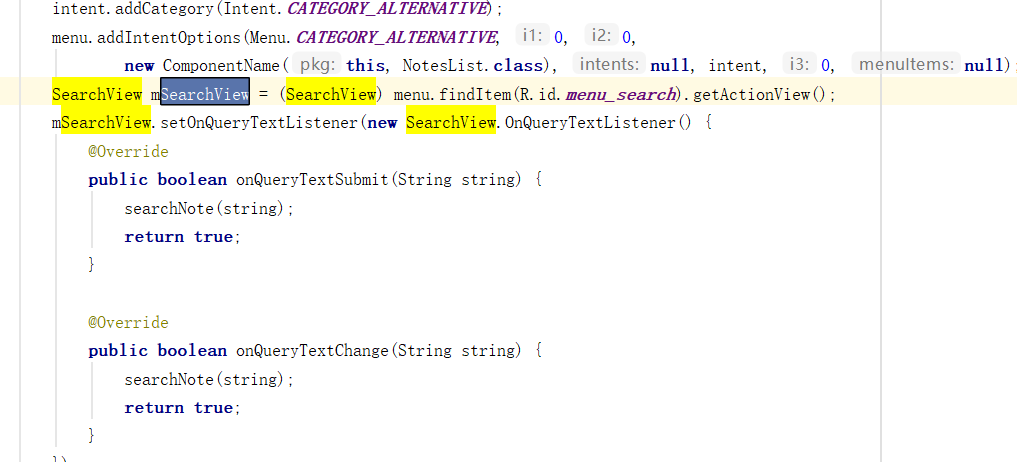 intent.addCategory(Intent.CATEGORY_ALTERNATIVE);
menu.addIntentOptions(Menu.CATEGORY_ALTERNATIVE, i1: 0, i2: 0,
new ComponentName( pkg: this, NotesList.class), intents: null, intent, i3: 0, menuItems: null)
SearchView mSearchView = (SearchView) menu.findItem(R.id.menu_search).getActionView();
mSearchView.setOnQueryTextListener(new SearchView.OnQueryTextListener() {
@Override
public boolean onQueryTextSubmit(String string) {
searchNote(string);
return true;
}
@Override
public boolean onQueryTextChange(String string) {
searchNote(string);
return true;
}
})